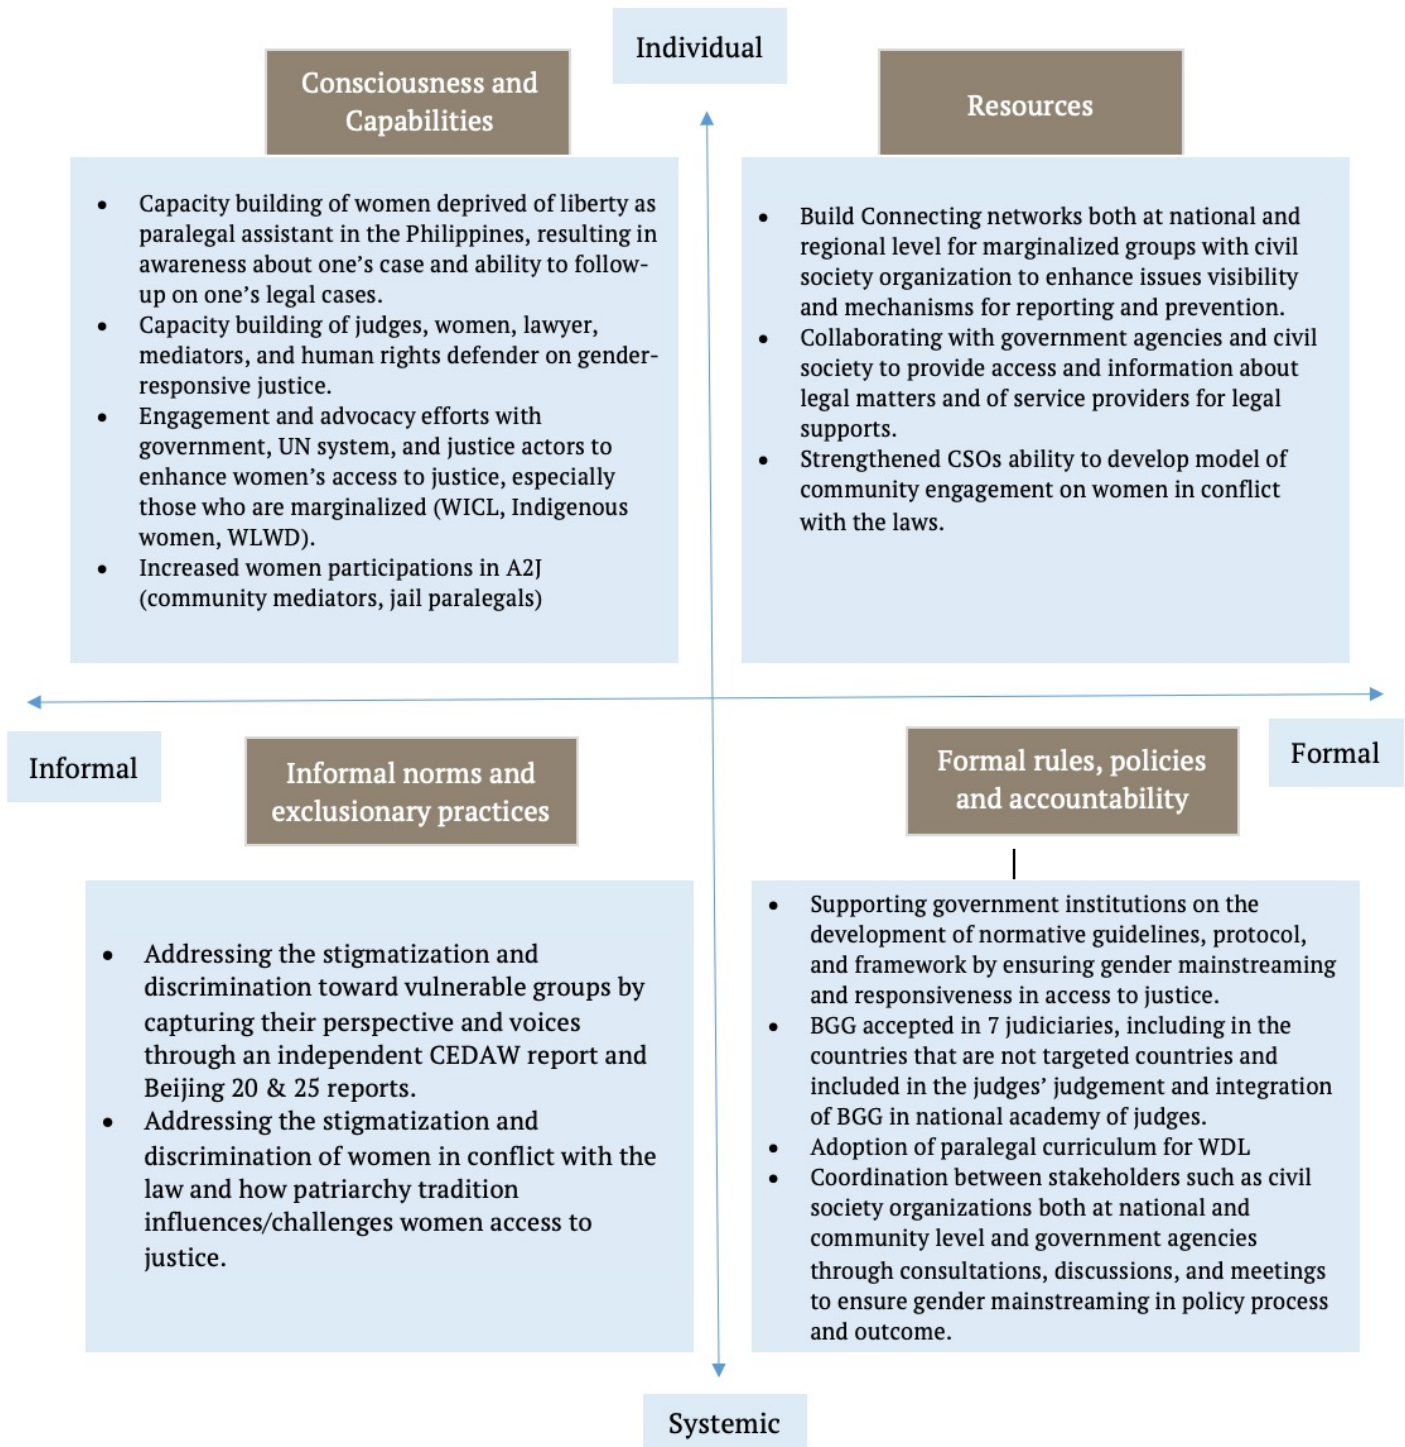 Individual
Consciousness and
Capabilities
Resources
• Capacity building of women deprived of liberty as
paralegal assistant in the Philippines, resulting in
awareness about one’s case and ability to follow-
up on one’s legal cases.
• Capacity building of judges, women, lawyer,
mediators, and human rights defender on gender-
responsive justice.
• Engagement and advocacy efforts with
government, UN system, and justice actors to
enhance women’s access to justice, especially
those who are marginalized (WICL, Indigenous
women, WLWD).
• Increased women participations in A2J
(community mediators, jail paralegals)
• Build Connecting networks both at national and
regional level for marginalized groups with civil
society organization to enhance issues visibility
and mechanisms for reporting and prevention.
• Collaborating with government agencies and civil
society to provide access and information about
legal matters and of service providers for legal
supports.
• Strengthened CSOs ability to develop model of
community engagement on women in conflict
with the laws.
Informal
Formal
Informal norms and
exclusionary practices
Formal rules, policies
and accountability
• Addressing the stigmatization and
discrimination toward vulnerable groups by
capturing their perspective and voices
through an independent CEDAW report and
Beijing 20 & 25 reports.
• Addressing the stigmatization and
discrimination of women in conflict with the
law and how patriarchy tradition
influences/challenges women access to
justice.
• Supporting government institutions on the
development of normative guidelines, protocol,
and framework by ensuring gender mainstreaming
and responsiveness in access to justice.
• BGG accepted in 7 judiciaries, including in the
countries that are not targeted countries and
included in the judges’ judgement and integration
of BGG in national academy of judges.
• Adoption of paralegal curriculum for WDL
• Coordination between stakeholders such as civil
society organizations both at national and
community level and government agencies
through consultations, discussions, and meetings
to ensure gender mainstreaming in policy process
and outcome.
Systemic